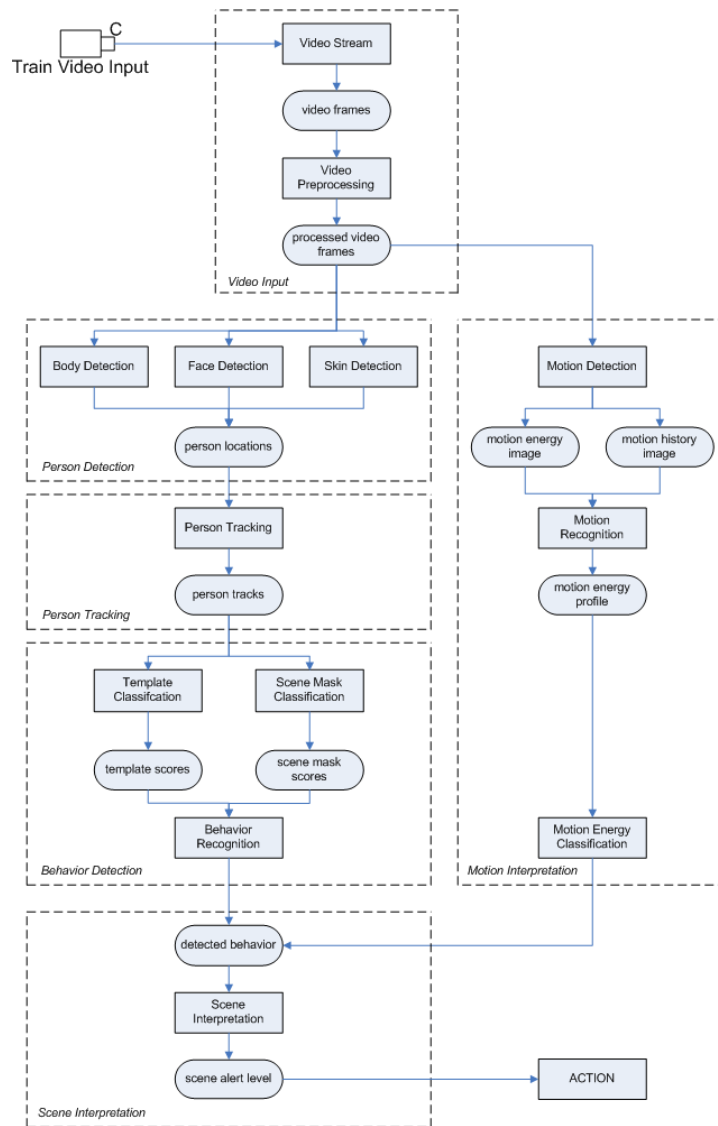 C
Train Video Input
Video Stream
video frames
Video
Preprocessing
processed video
frames
Video Input
Body Detection
Face Detection
Skin Detection
person locations
Person Detection
Person Tracking
person tracks
Person Tracking
Template
Classifcation
Scene Mask
Classification
template scores
scene mask
scores
Behavior
Recognition
Behavior Detection
Motion Detection
motion energy
image
motion history
image
Motion
Recognition
motion energy
profile
Motion Energy
Classification
Motion Interpretation
detected behavior
Scene
Interpretation
scene alert level
ACTION
Scene Interpretation